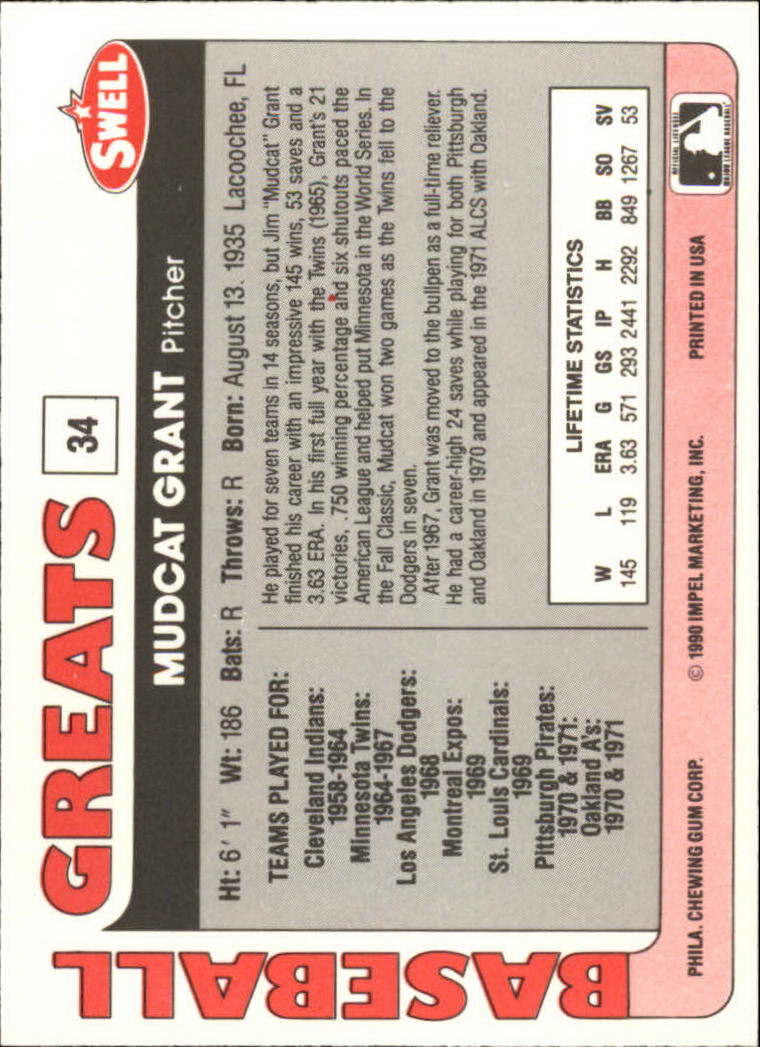 BASEBALL
GREATS
34
SWELL
MUDCAT GRANT Pitcher
Ht: 6' 1" Wt: 186 Bats: R Throws: R Born: August 13. 1935 Lacoochee, FL
TEAMS PLAYED FOR:
Cleveland Indians:
1958-1964
Minnesota Twins:
1964-1967
Los Angeles Dodgers:
1968
Montreal Expos:
1969
St. Louis Cardinals:
1969
Pittsburgh Pirates:
1970 & 1971:
Oakland A's:
1970 & 1971
He played for seven teams in 14 seasons, but Jim "Mudcat" Grant
finished his career with an impressive 145 wins, 53 saves and a
3.63 ERA. In his first full year with the Twins (1965), Grant's 21
victories, .750 winning percentage and six shutouts paced the
American League and helped put Minnesota in the World Series. In
the Fall Classic, Mudcat won two games as the Twins fell to the
Dodgers in seven.
After 1967, Grant was moved to the bullpen as a full-time reliever.
He had a career-high 24 saves while playing for both Pittsburgh
and Oakland in 1970 and appeared in the 1971 ALCS with Oakland.
LIFETIME STATISTICS
W L ERA G GS IP H BB SO SV
145 119 3.63 571 293 2441 2292 849 1267 53
PHILA. CHEWING GUM CORP. © 1990 IMPEL MARKETING, INC. PRINTED IN USA
OFFICIAL LICENSEE
MAJOR LEAGUE BASEBALL